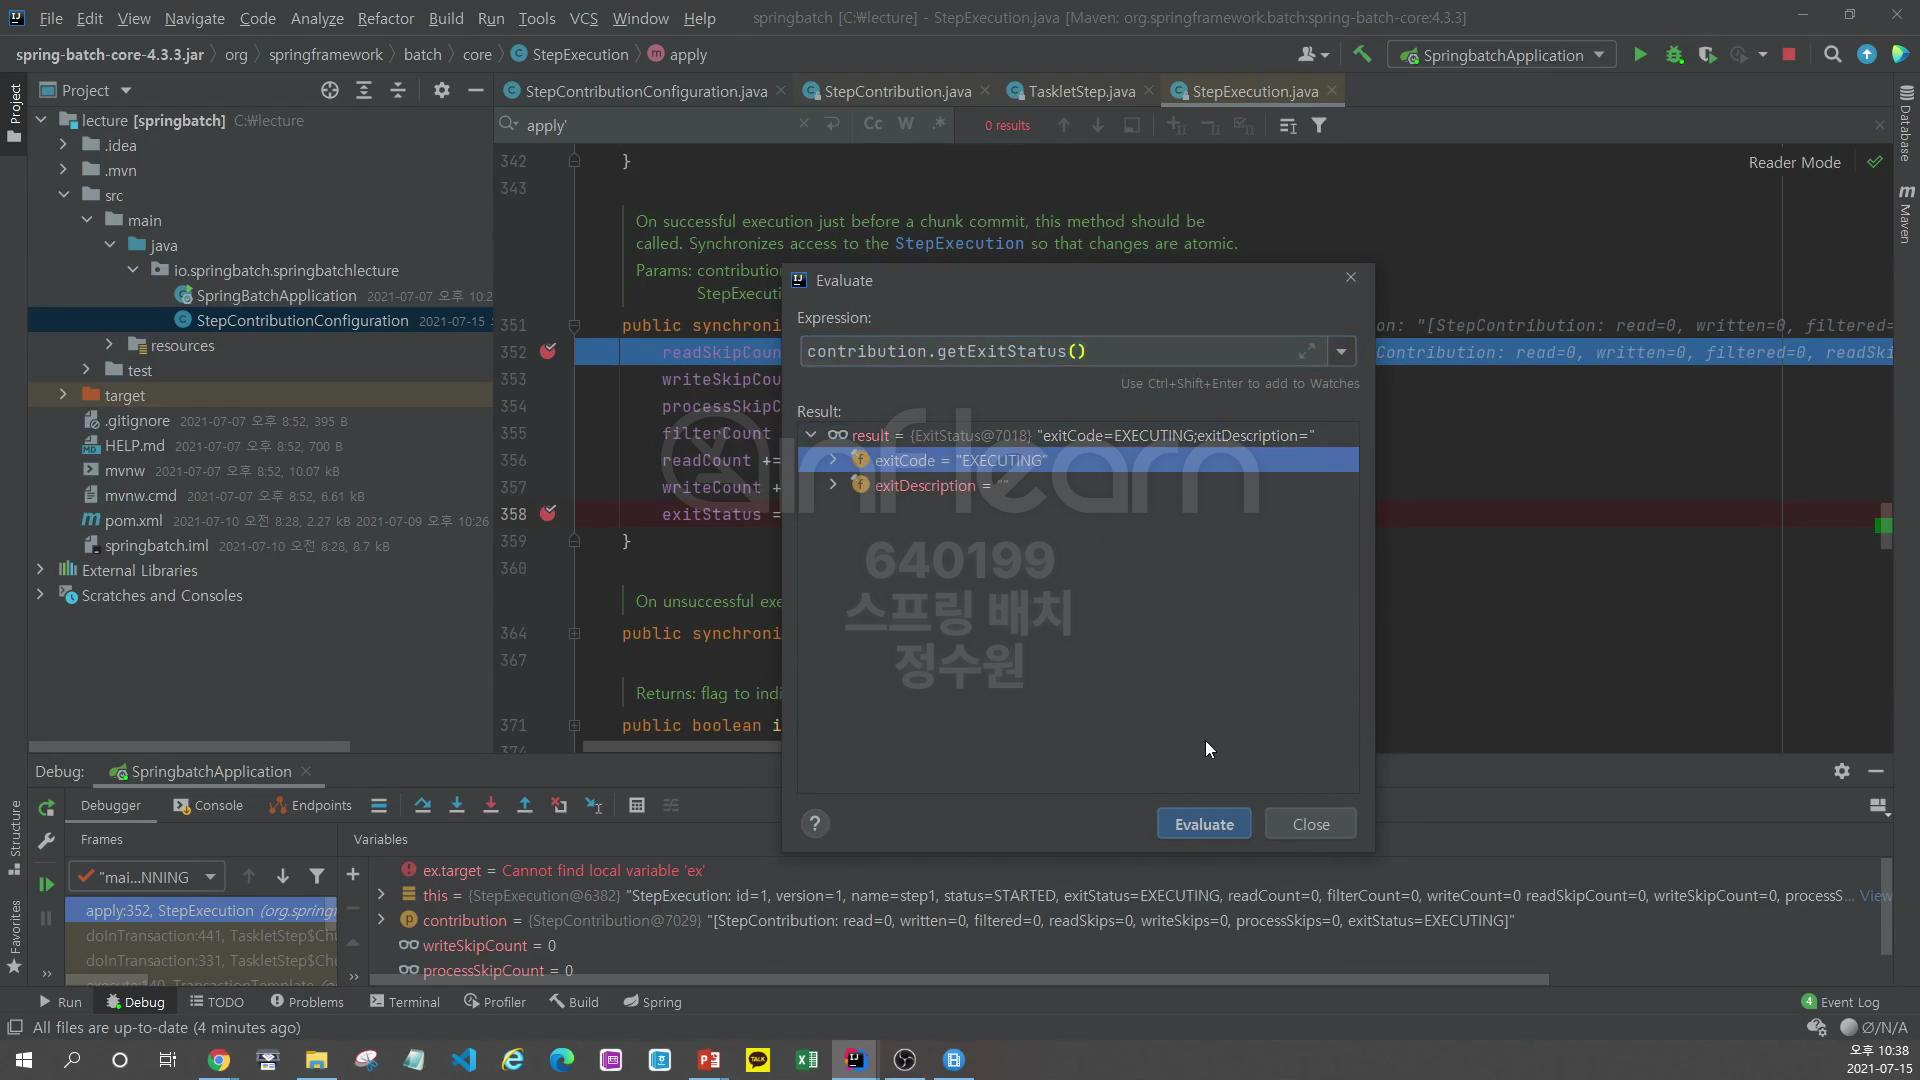 File Edit View Navigate Code Analyze Refactor Build Run Tools VCS Window Help springbatch [C:₩lecture] - StepExecution.java [Maven: org.springframework.batch:spring-batch-core:4.3.3]
spring-batch-core-4.3.3.jar org springframework batch core StepExecution apply SpringbatchApplication
Project
Project
StepContributionConfiguration.java StepContribution.java TaskletStep.java StepExecution.java
lecture [springbatch] C:₩lecture
.idea
.mvn
src
main
java
io.springbatch.springbatchlecture
SpringBatchApplication 2021-07-07 오후 10:2
StepContributionConfiguration 2021-07-15
resources
test
target
.gitignore 2021-07-07 오후 8:52, 395 B
HELP.md 2021-07-07 오후 8:52, 700 B
mvnw 2021-07-07 오후 8:52, 10.07 kB
mvnw.cmd 2021-07-07 오후 8:52, 6.61 kB
pom.xml 2021-07-10 오전 8:28, 2.27 kB 2021-07-09 오후 10:26
springbatch.iml 2021-07-10 오전 8:28, 8.7 kB
External Libraries
Scratches and Consoles
apply' Cc W .* 0 results
Reader Mode
342 }
343
On successful execution just before a chunk commit, this method should be
called. Synchronizes access to the StepExecution so that changes are atomic.
Params: contribution
StepExecuti
351 public synchroni on: "[StepContribution: read=0, written=0, filtered=
352 readSkipCoun Contribution: read=0, written=0, filtered=0, readSki
353 writeSkipCou
354 processSkipC
355 filterCount
356 readCount +=
357 writeCount +
358 exitStatus =
359 }
360
On unsuccessful exe
364 public synchroni
367
Returns: flag to indi
371 public boolean i
374
Evaluate
Expression:
contribution.getExitStatus()
Use Ctrl+Shift+Enter to add to Watches
Result:
result = {ExitStatus@7018} "exitCode=EXECUTING;exitDescription="
exitCode = "EXECUTING"
exitDescription = ""
inflearn
640199
스프링 배치
정수원
? Evaluate Close
Database
Maven
Structure
Favorites
Debug: SpringbatchApplication
Debugger Console Endpoints
Frames Variables
"mai...NNING
apply:352, StepExecution (org.springf
doInTransaction:441, TaskletStep$Chu
doInTransaction:331, TaskletStep$Chu
execute:140, TransactionTemplate
ex.target = Cannot find local variable 'ex'
this = {StepExecution@6382} "StepExecution: id=1, version=1, name=step1, status=STARTED, exitStatus=EXECUTING, readCount=0, filterCount=0, writeCount=0 readSkipCount=0, writeSkipCount=0, processS... View
contribution = {StepContribution@7029} "[StepContribution: read=0, written=0, filtered=0, readSkips=0, writeSkips=0, processSkips=0, exitStatus=EXECUTING]"
writeSkipCount = 0
processSkipCount = 0
Run Debug TODO Problems Terminal Profiler Build Spring 4 Event Log
All files are up-to-date (4 minutes ago) Ø/N/A
오후 10:38
2021-07-15